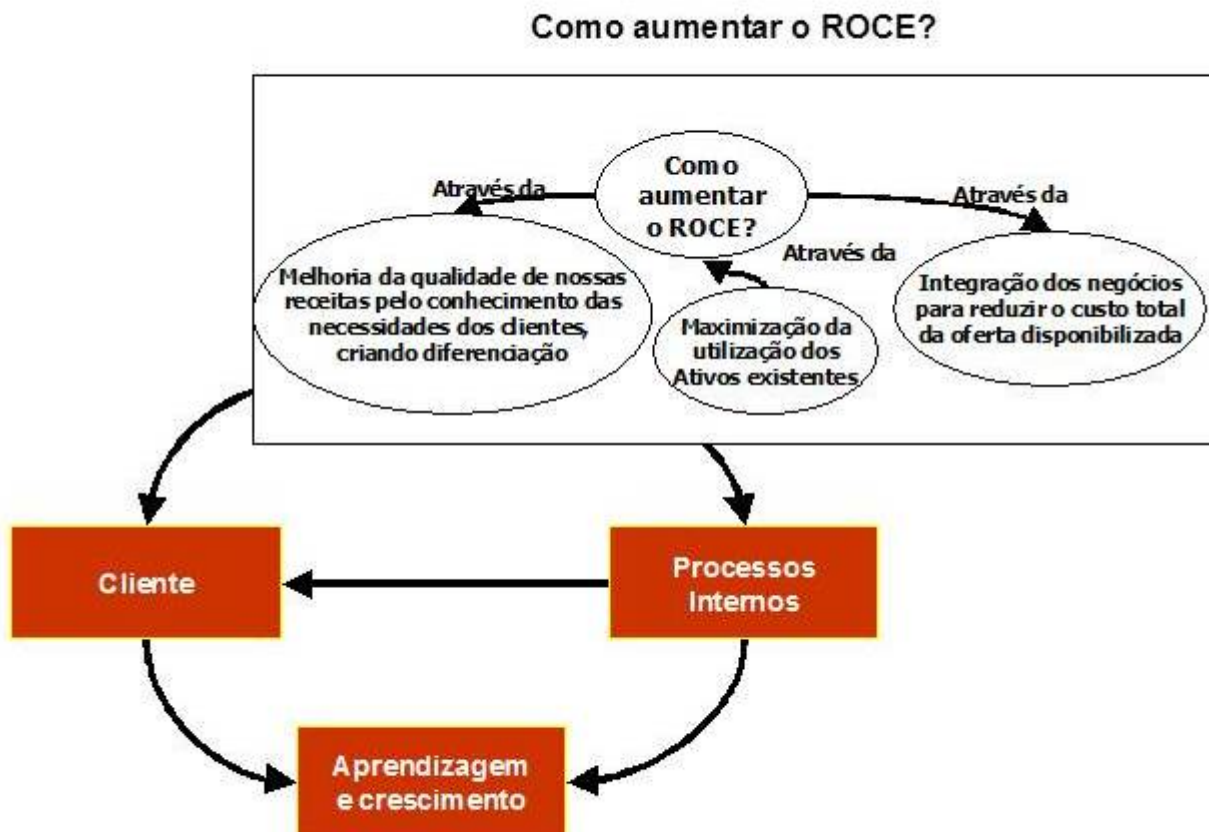 Como aumentar o ROCE?
Como
aumentar
o ROCE?
Através da
Através da
Através da
Melhoria da qualidade de nossas
receitas pelo conhecimento das
necessidades dos clientes,
criando diferenciação
Maximização da
utilização dos
Ativos existentes
Integração dos negócios
para reduzir o custo total
da oferta disponibilizada
Cliente
Processos
Internos
Aprendizagem
e crescimento